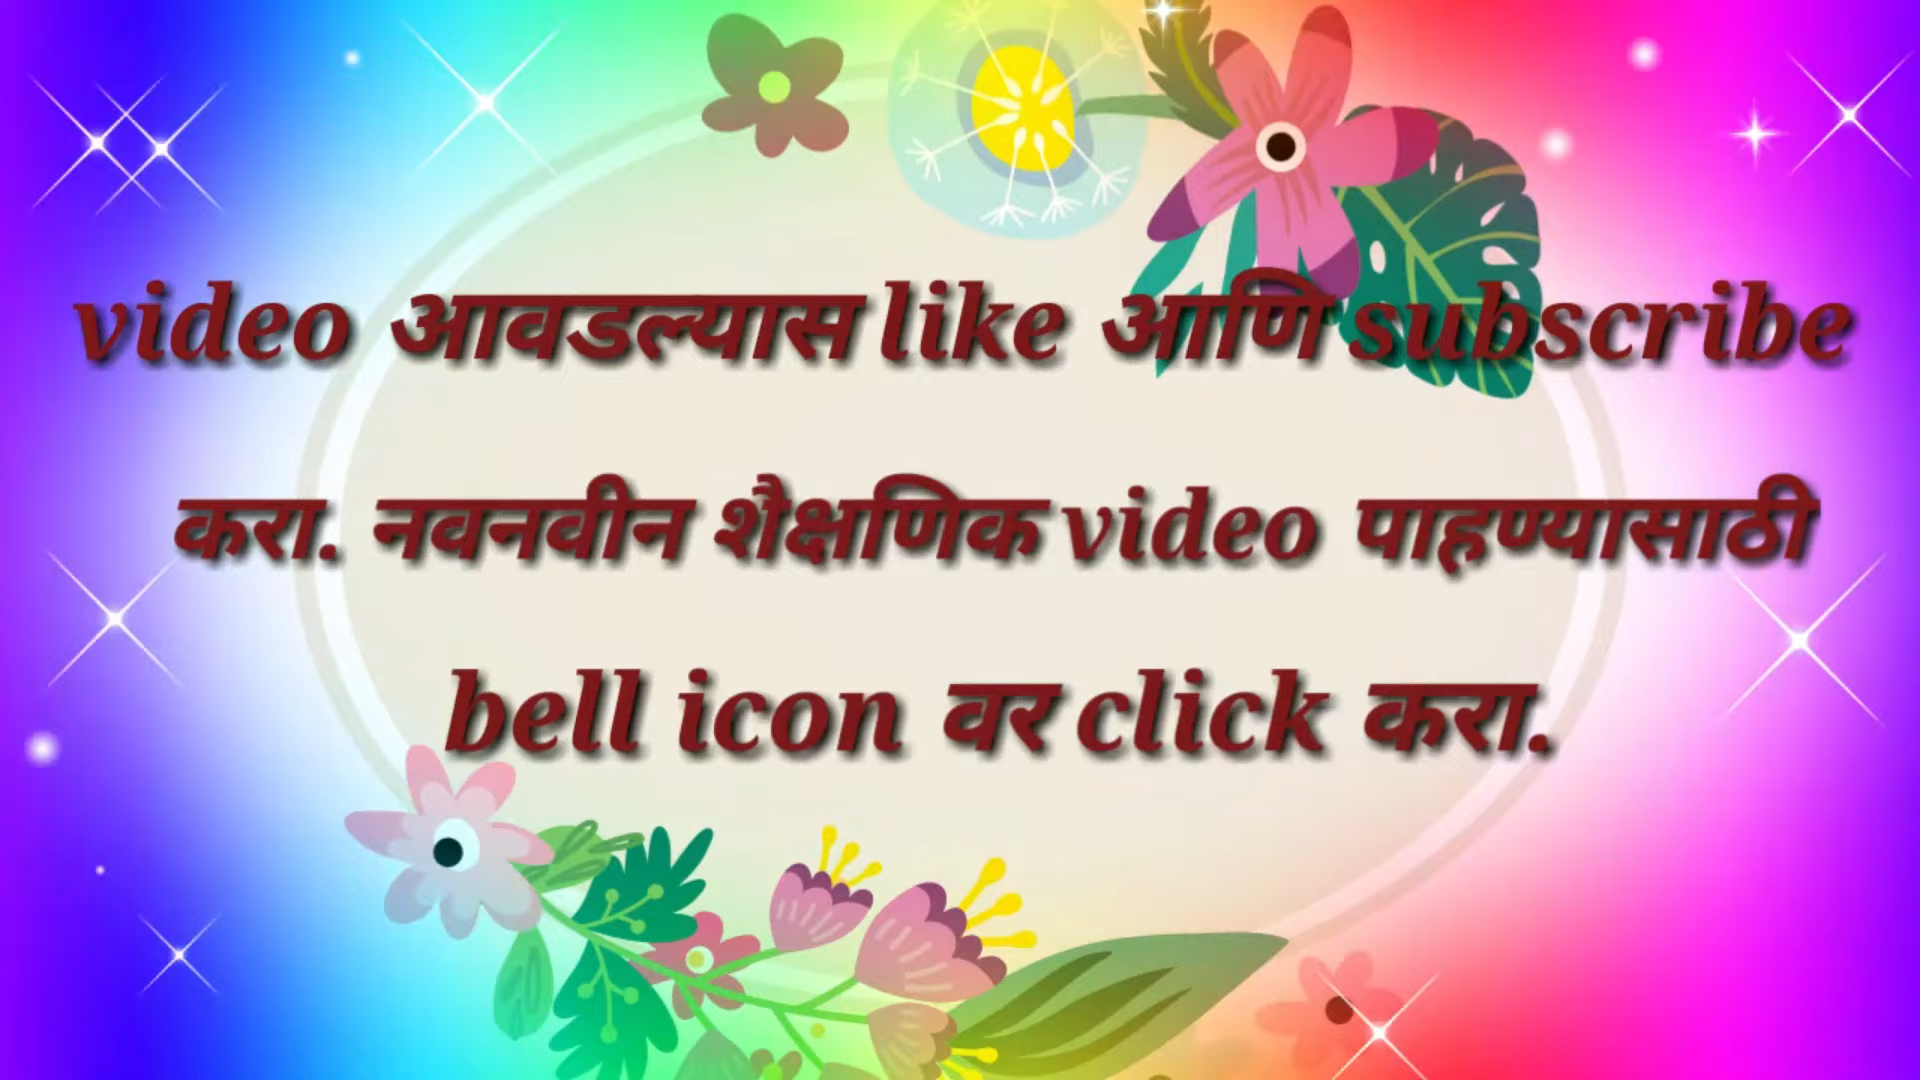 video आवडल्यास like आणि subscribe
करा. नवनवीन शैक्षणिक video पाहण्यासाठी
bell icon वर click करा.